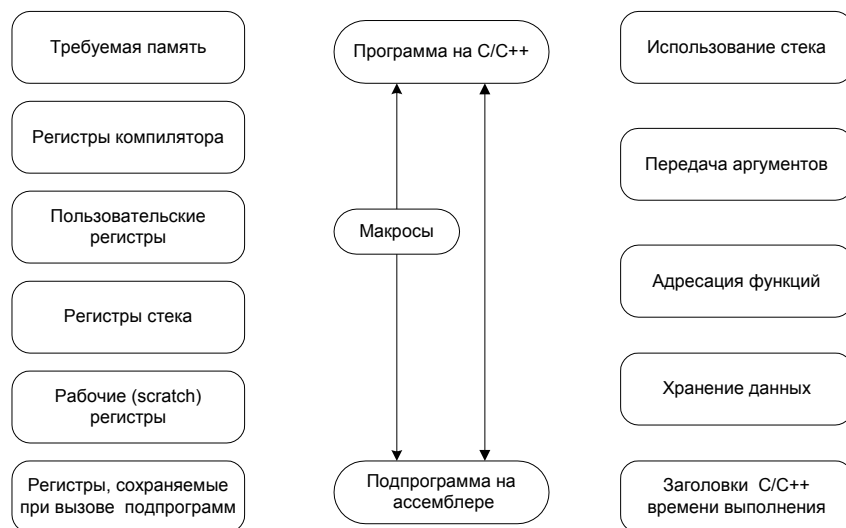 Требуемая память
Регистры компилятора
Пользовательские
регистры
Регистры стека
Рабочие (scratch)
регистры
Регистры, сохраняемые
при вызове подпрограмм
Программа на C/C++
Макросы
Подпрограмма на
ассемблере
Использование стека
Передача аргументов
Адресация функций
Хранение данных
Заголовки C/C++
времени выполнения